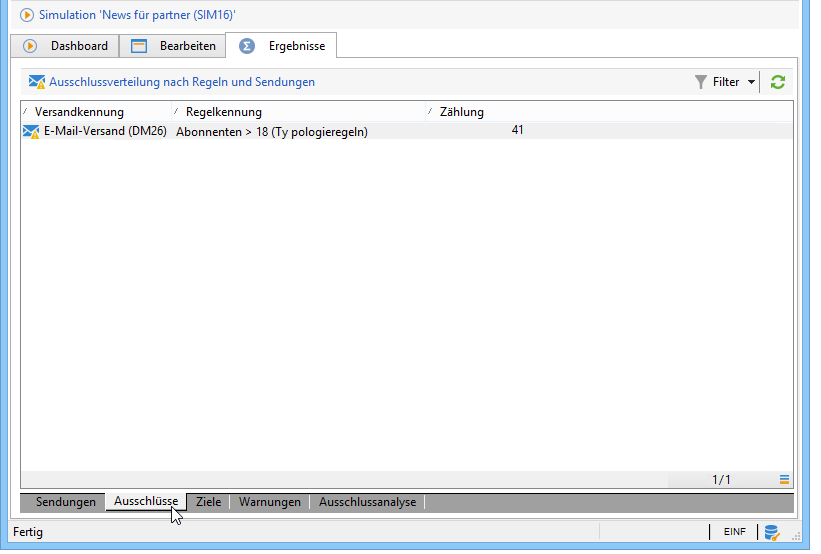 Simulation 'News für partner (SIM16)'
Dashboard Bearbeiten Ergebnisse
Ausschlussverteilung nach Regeln und Sendungen Filter
Versandkennung Regelkennung Zählung
E-Mail-Versand (DM26) Abonnenten > 18 (Ty pologieregeln) 41
1/1
Sendungen Ausschlüsse Ziele Warnungen Ausschlussanalyse
Fertig EINF